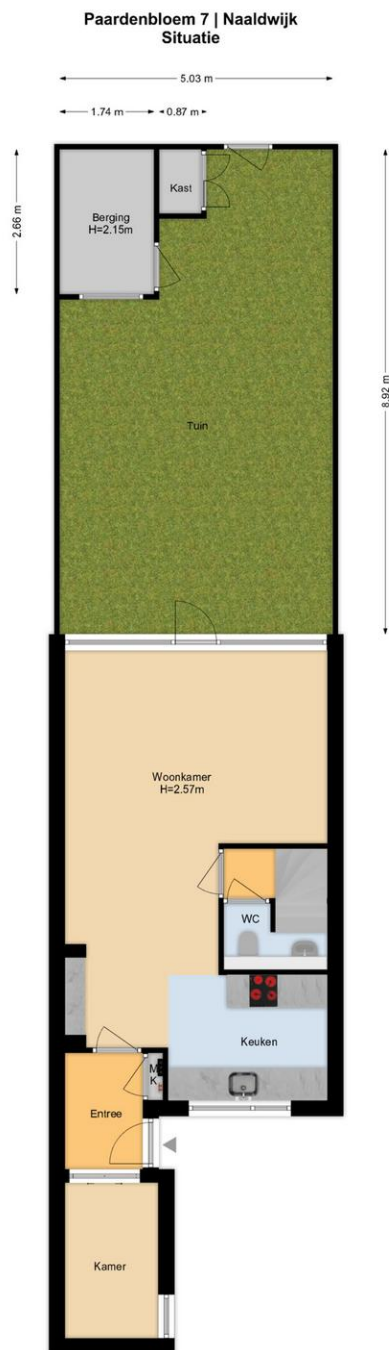 Paardenbloem 7 | Naaldwijk
Situatie
5.03 m
1.74 m
0.87 m
2.66 m
8.92 m
Kast
Berging
H=2.15m
Tuin
Woonkamer
H=2.57m
WC
Keuken
M
K
Entree
Kamer